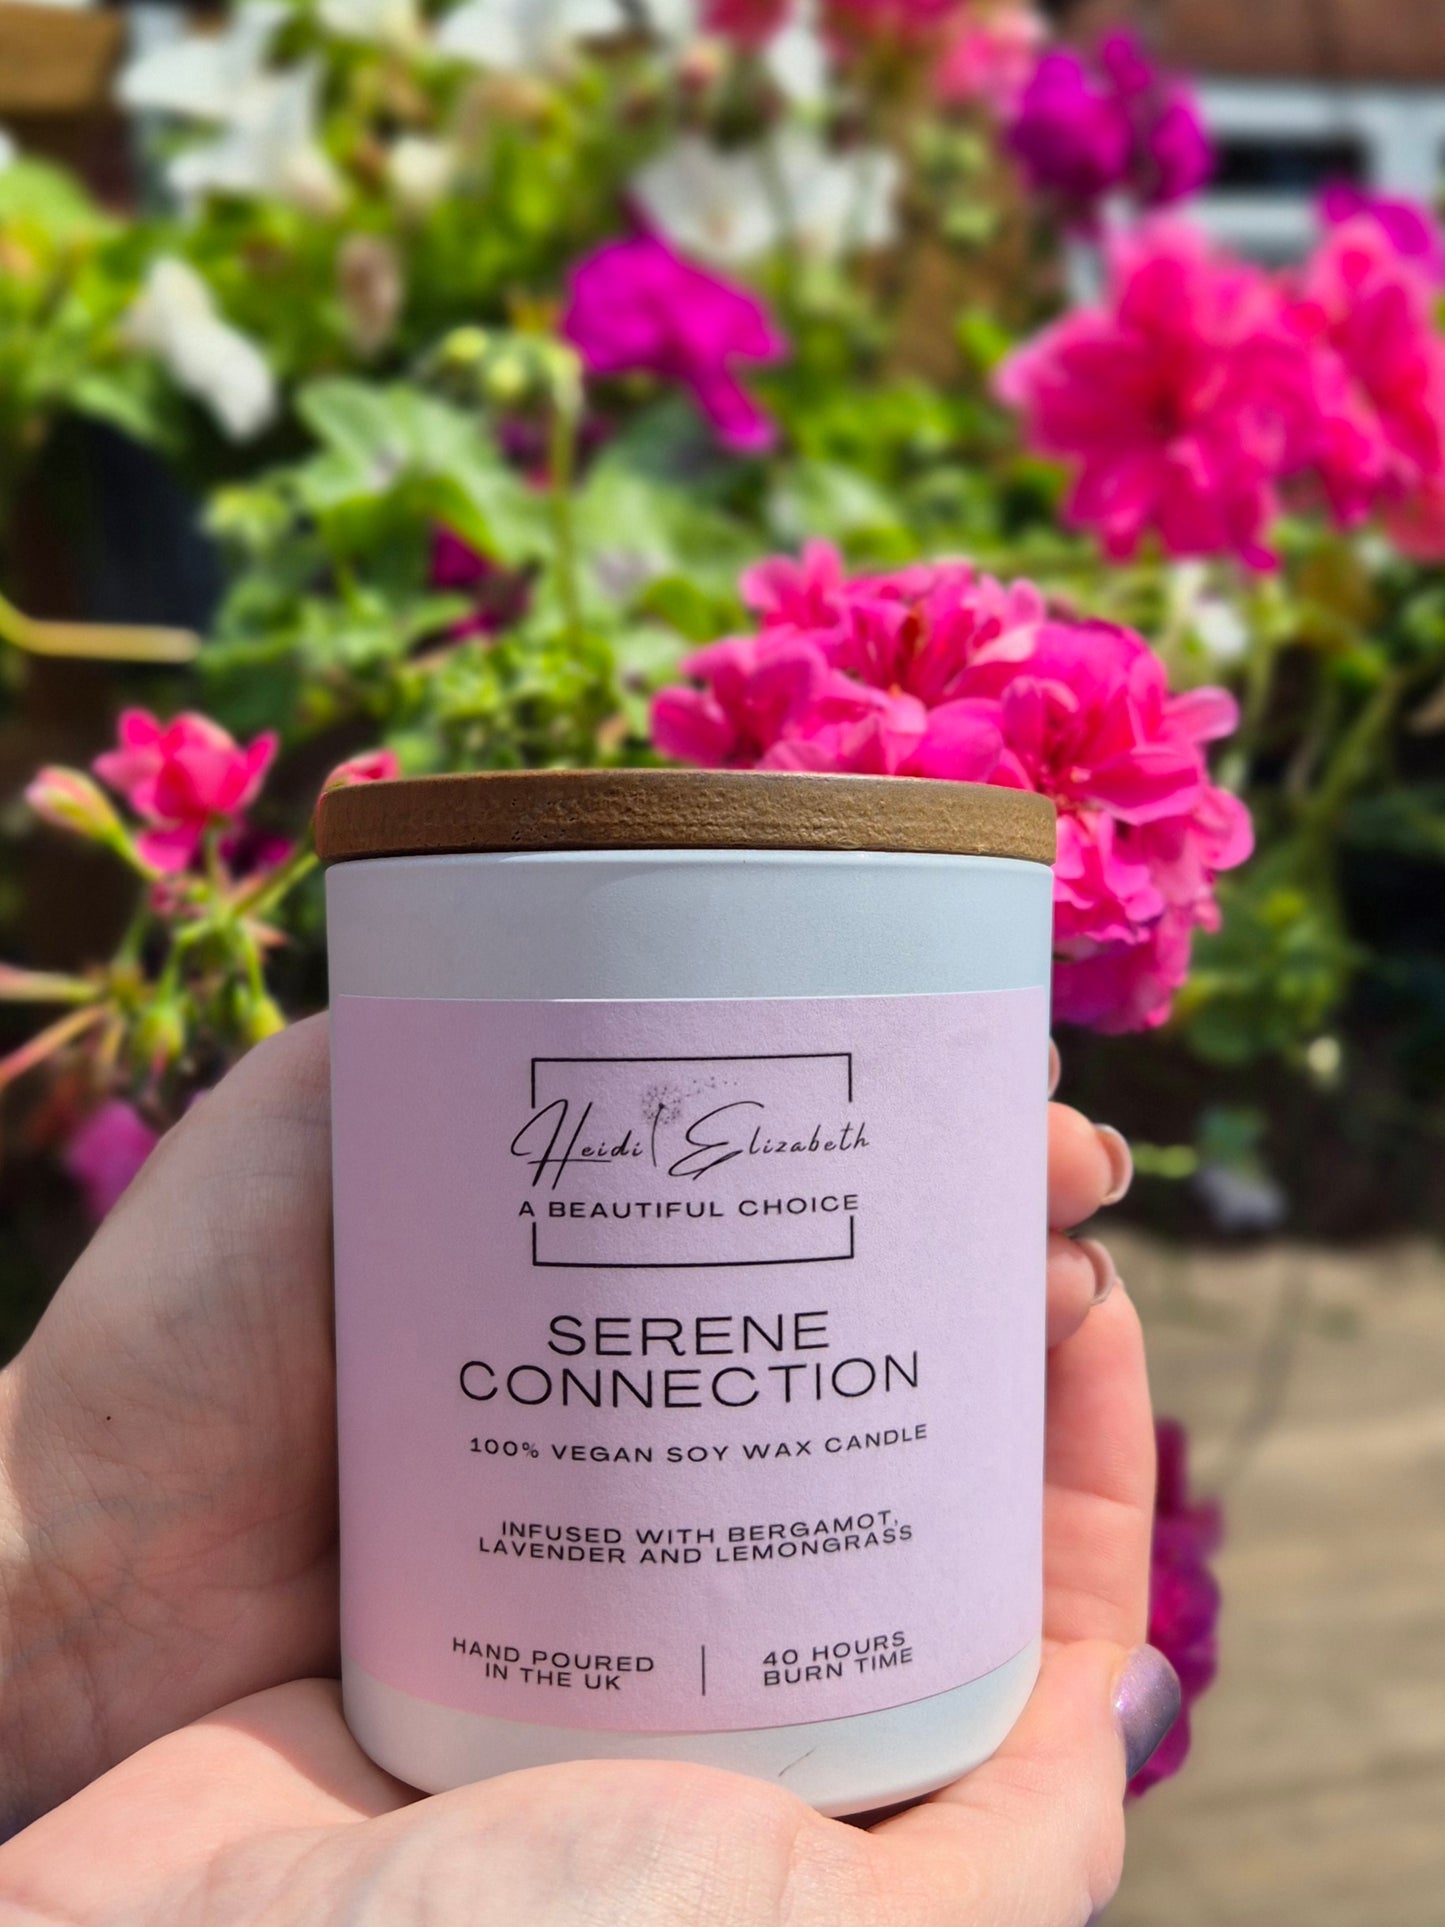 Heidi Elizabeth
A BEAUTIFUL CHOICE
SERENE
CONNECTION
100% VEGAN SOY WAX CANDLE
INFUSED WITH BERGAMOT,
LAVENDER AND LEMONGRASS
HAND POURED
IN THE UK
40 HOURS
BURN TIME